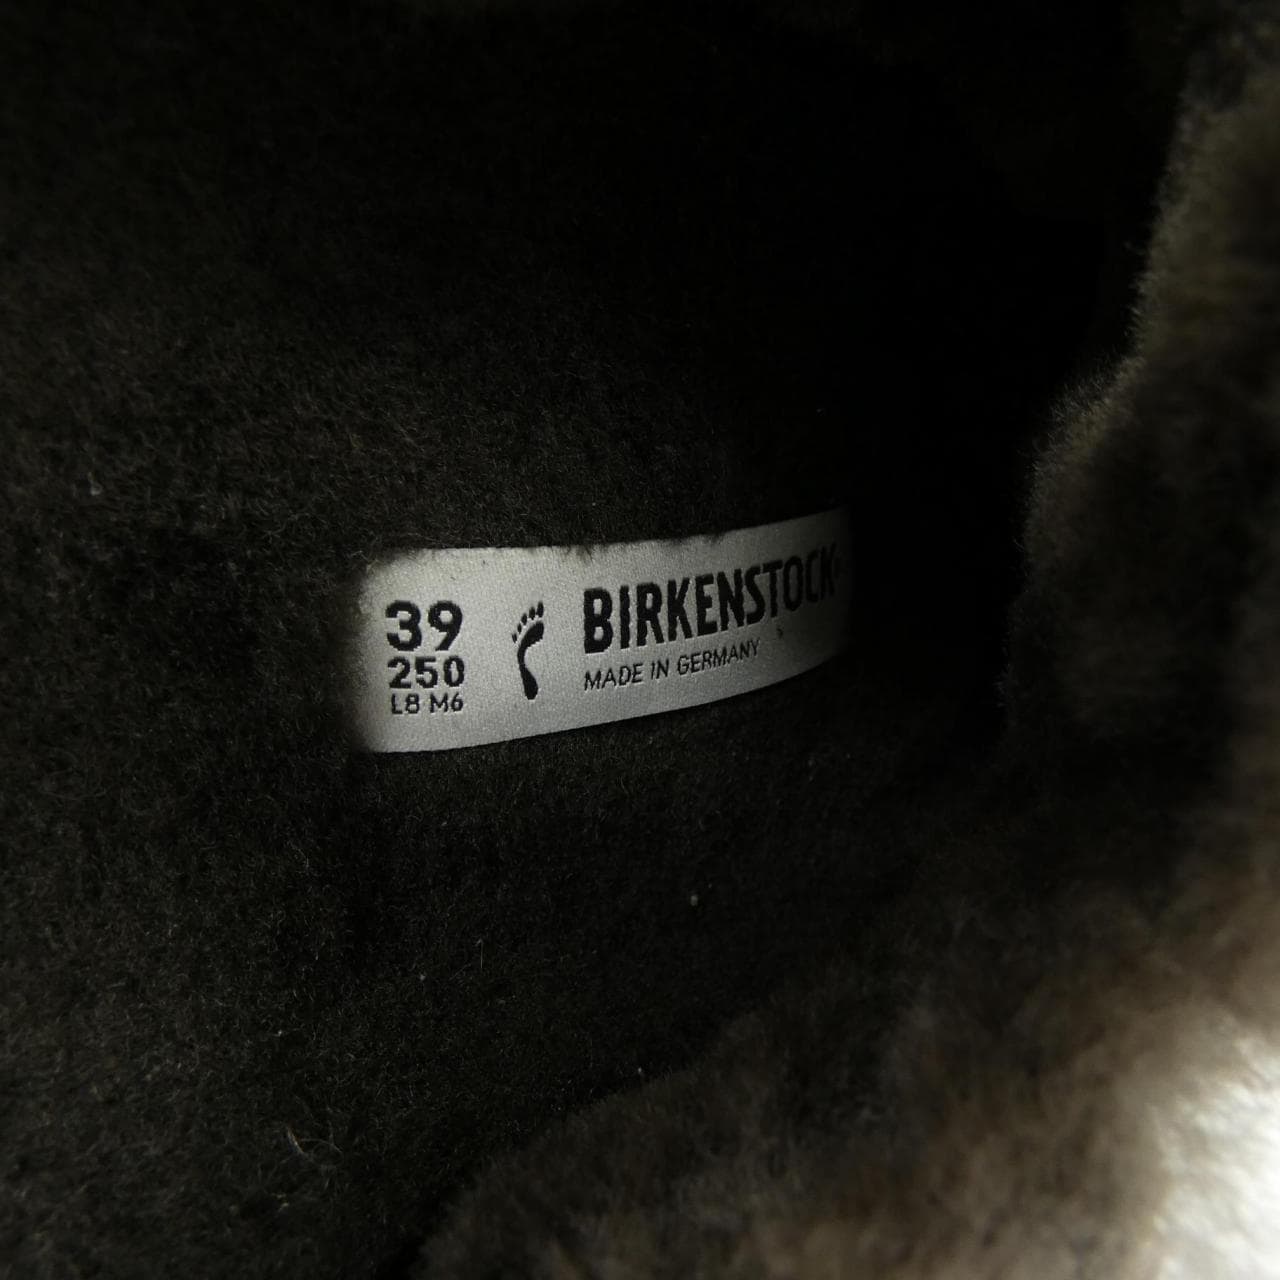 39
250
L8 M6
BIRKENSTOCK
MADE IN GERMANY